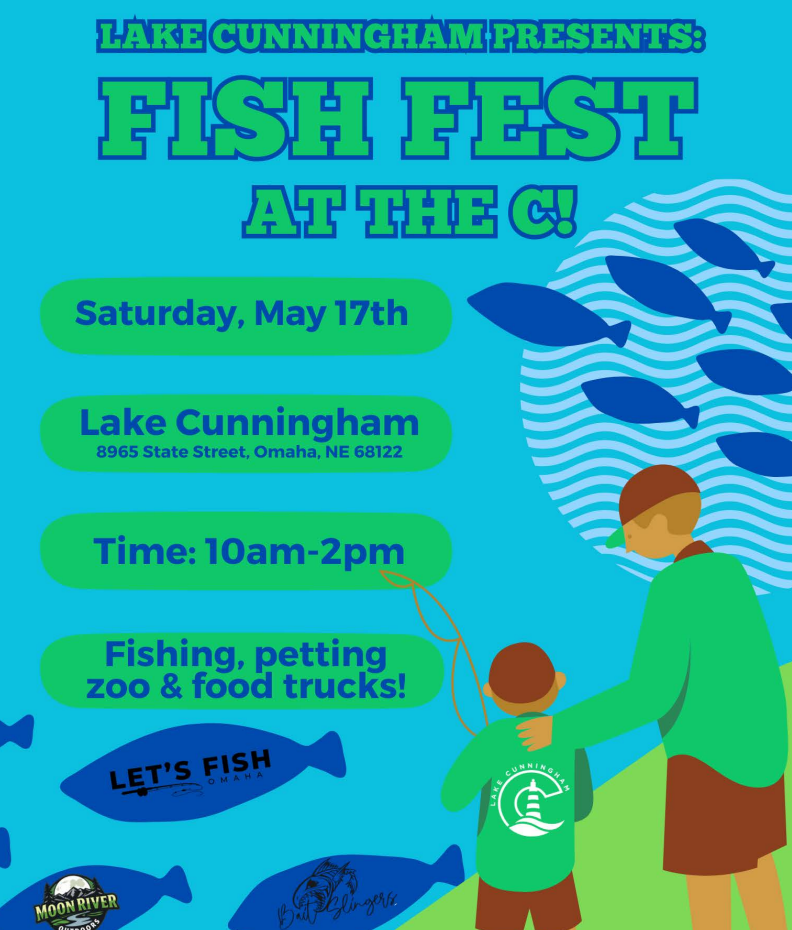 LAKE CUNNINGHAM PRESENTS:
FISH FEST
AT THE C!
Saturday, May 17th
Lake Cunningham
8965 State Street, Omaha, NE 68122
Time: 10am-2pm
Fishing, petting
zoo & food trucks!
LET'S FISH
OMAHA
LAKE CUNNINGHAM
MOON RIVER
OUTDOORS
Bait Slingers